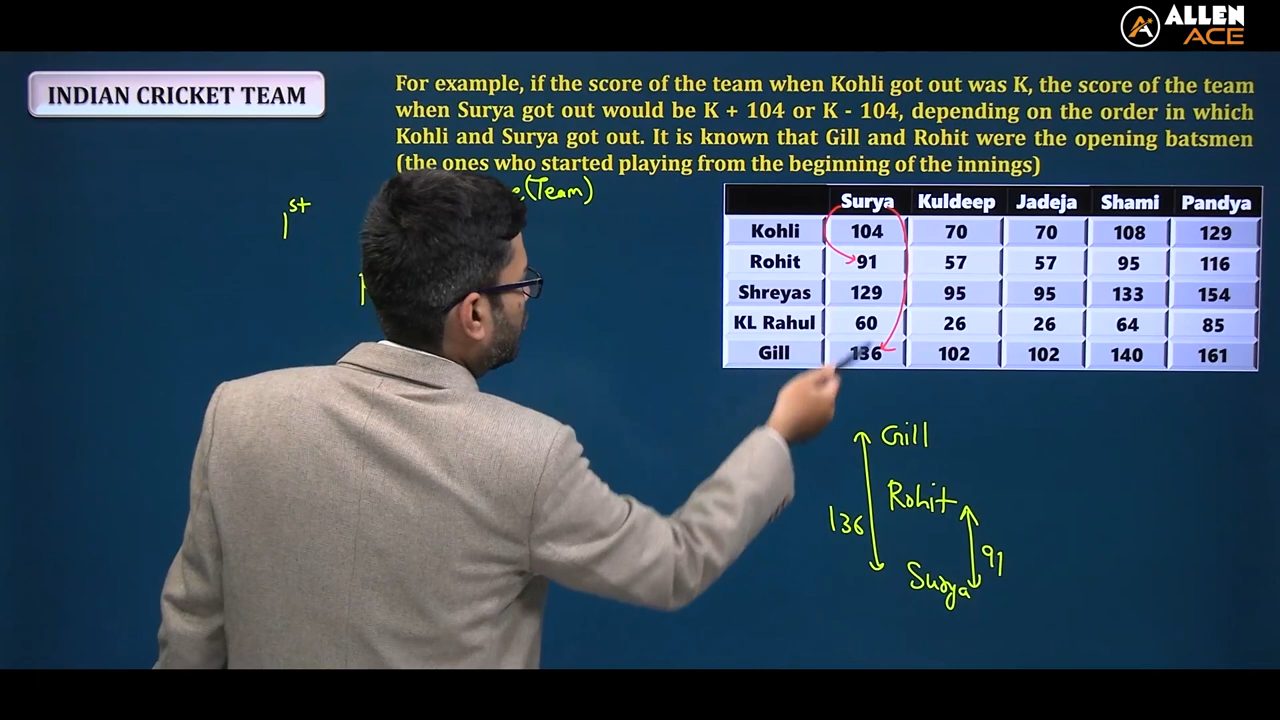 ALLEN
ACE
INDIAN CRICKET TEAM
For example, if the score of the team when Kohli got out was K, the score of the team
when Surya got out would be K + 104 or K - 104, depending on the order in which
Kohli and Surya got out. It is known that Gill and Rohit were the opening batsmen
(the ones who started playing from the beginning of the innings)
1st
(Team)
Surya Kuldeep Jadeja Shami Pandya
Kohli 104 70 70 108 129
Rohit 91 57 57 95 116
Shreyas 129 95 95 133 154
KL Rahul 60 26 26 64 85
Gill 136 102 102 140 161
Gill
Rohit
136
91
Surya